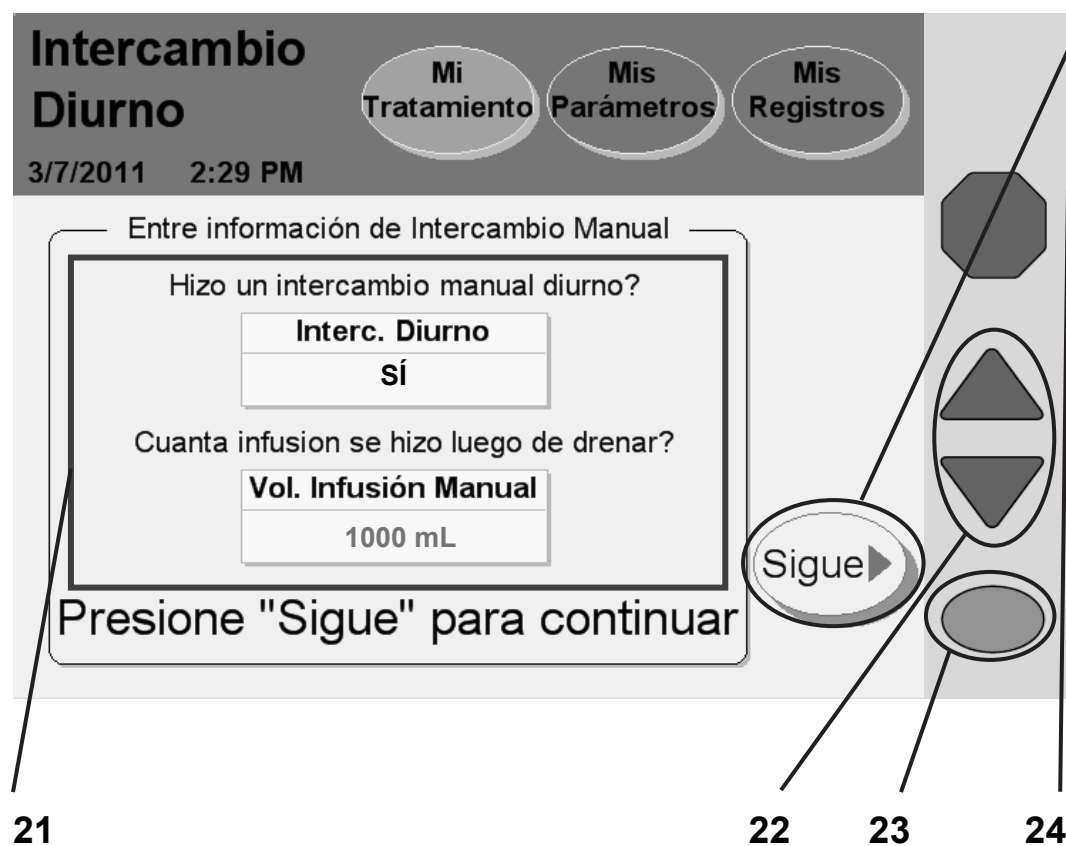 Intercambio
Diurno
3/7/2011 2:29 PM
Mi
Tratamiento
Mis
Parámetros
Mis
Registros
Entre información de Intercambio Manual
Hizo un intercambio manual diurno?
Interc. Diurno
SÍ
Cuanta infusion se hizo luego de drenar?
Vol. Infusión Manual
1000 mL
Sigue
Presione "Sigue" para continuar
21
22
23
24